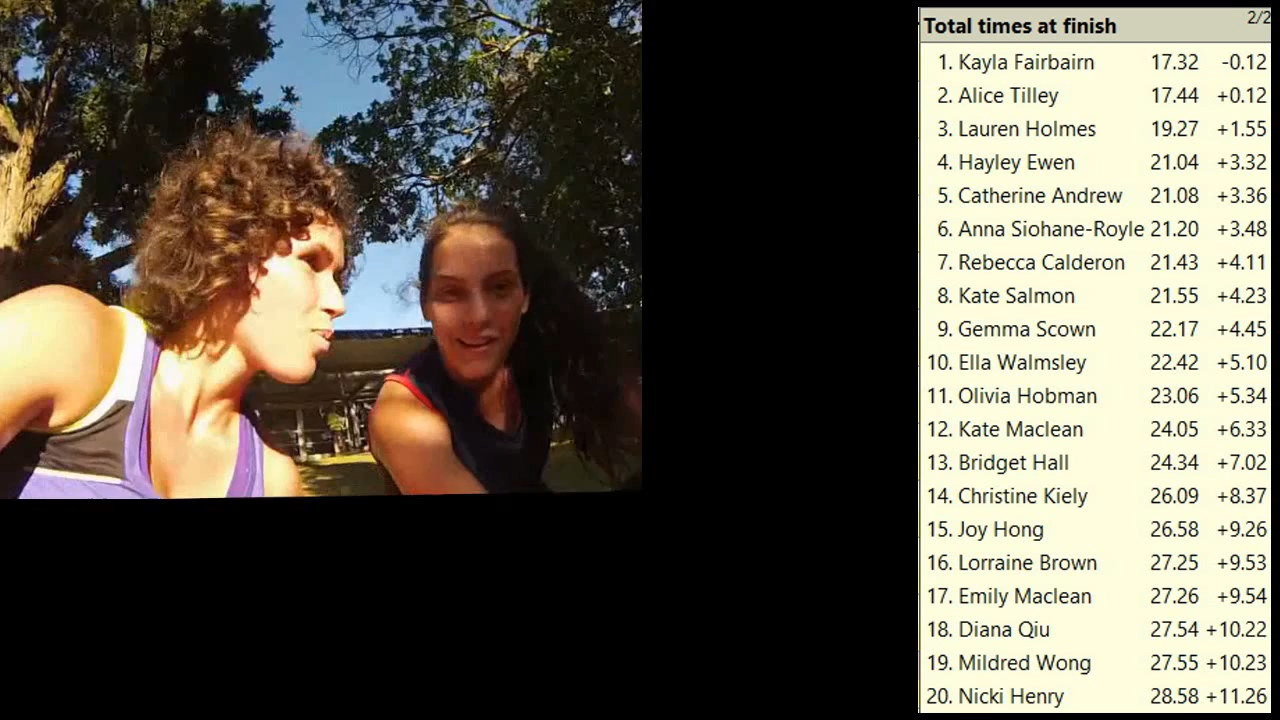 Total times at finish 2/2
1. Kayla Fairbairn 17.32 -0.12
2. Alice Tilley 17.44 +0.12
3. Lauren Holmes 19.27 +1.55
4. Hayley Ewen 21.04 +3.32
5. Catherine Andrew 21.08 +3.36
6. Anna Siohane-Royle 21.20 +3.48
7. Rebecca Calderon 21.43 +4.11
8. Kate Salmon 21.55 +4.23
9. Gemma Scown 22.17 +4.45
10. Ella Walmsley 22.42 +5.10
11. Olivia Hobman 23.06 +5.34
12. Kate Maclean 24.05 +6.33
13. Bridget Hall 24.34 +7.02
14. Christine Kiely 26.09 +8.37
15. Joy Hong 26.58 +9.26
16. Lorraine Brown 27.25 +9.53
17. Emily Maclean 27.26 +9.54
18. Diana Qiu 27.54 +10.22
19. Mildred Wong 27.55 +10.23
20. Nicki Henry 28.58 +11.26